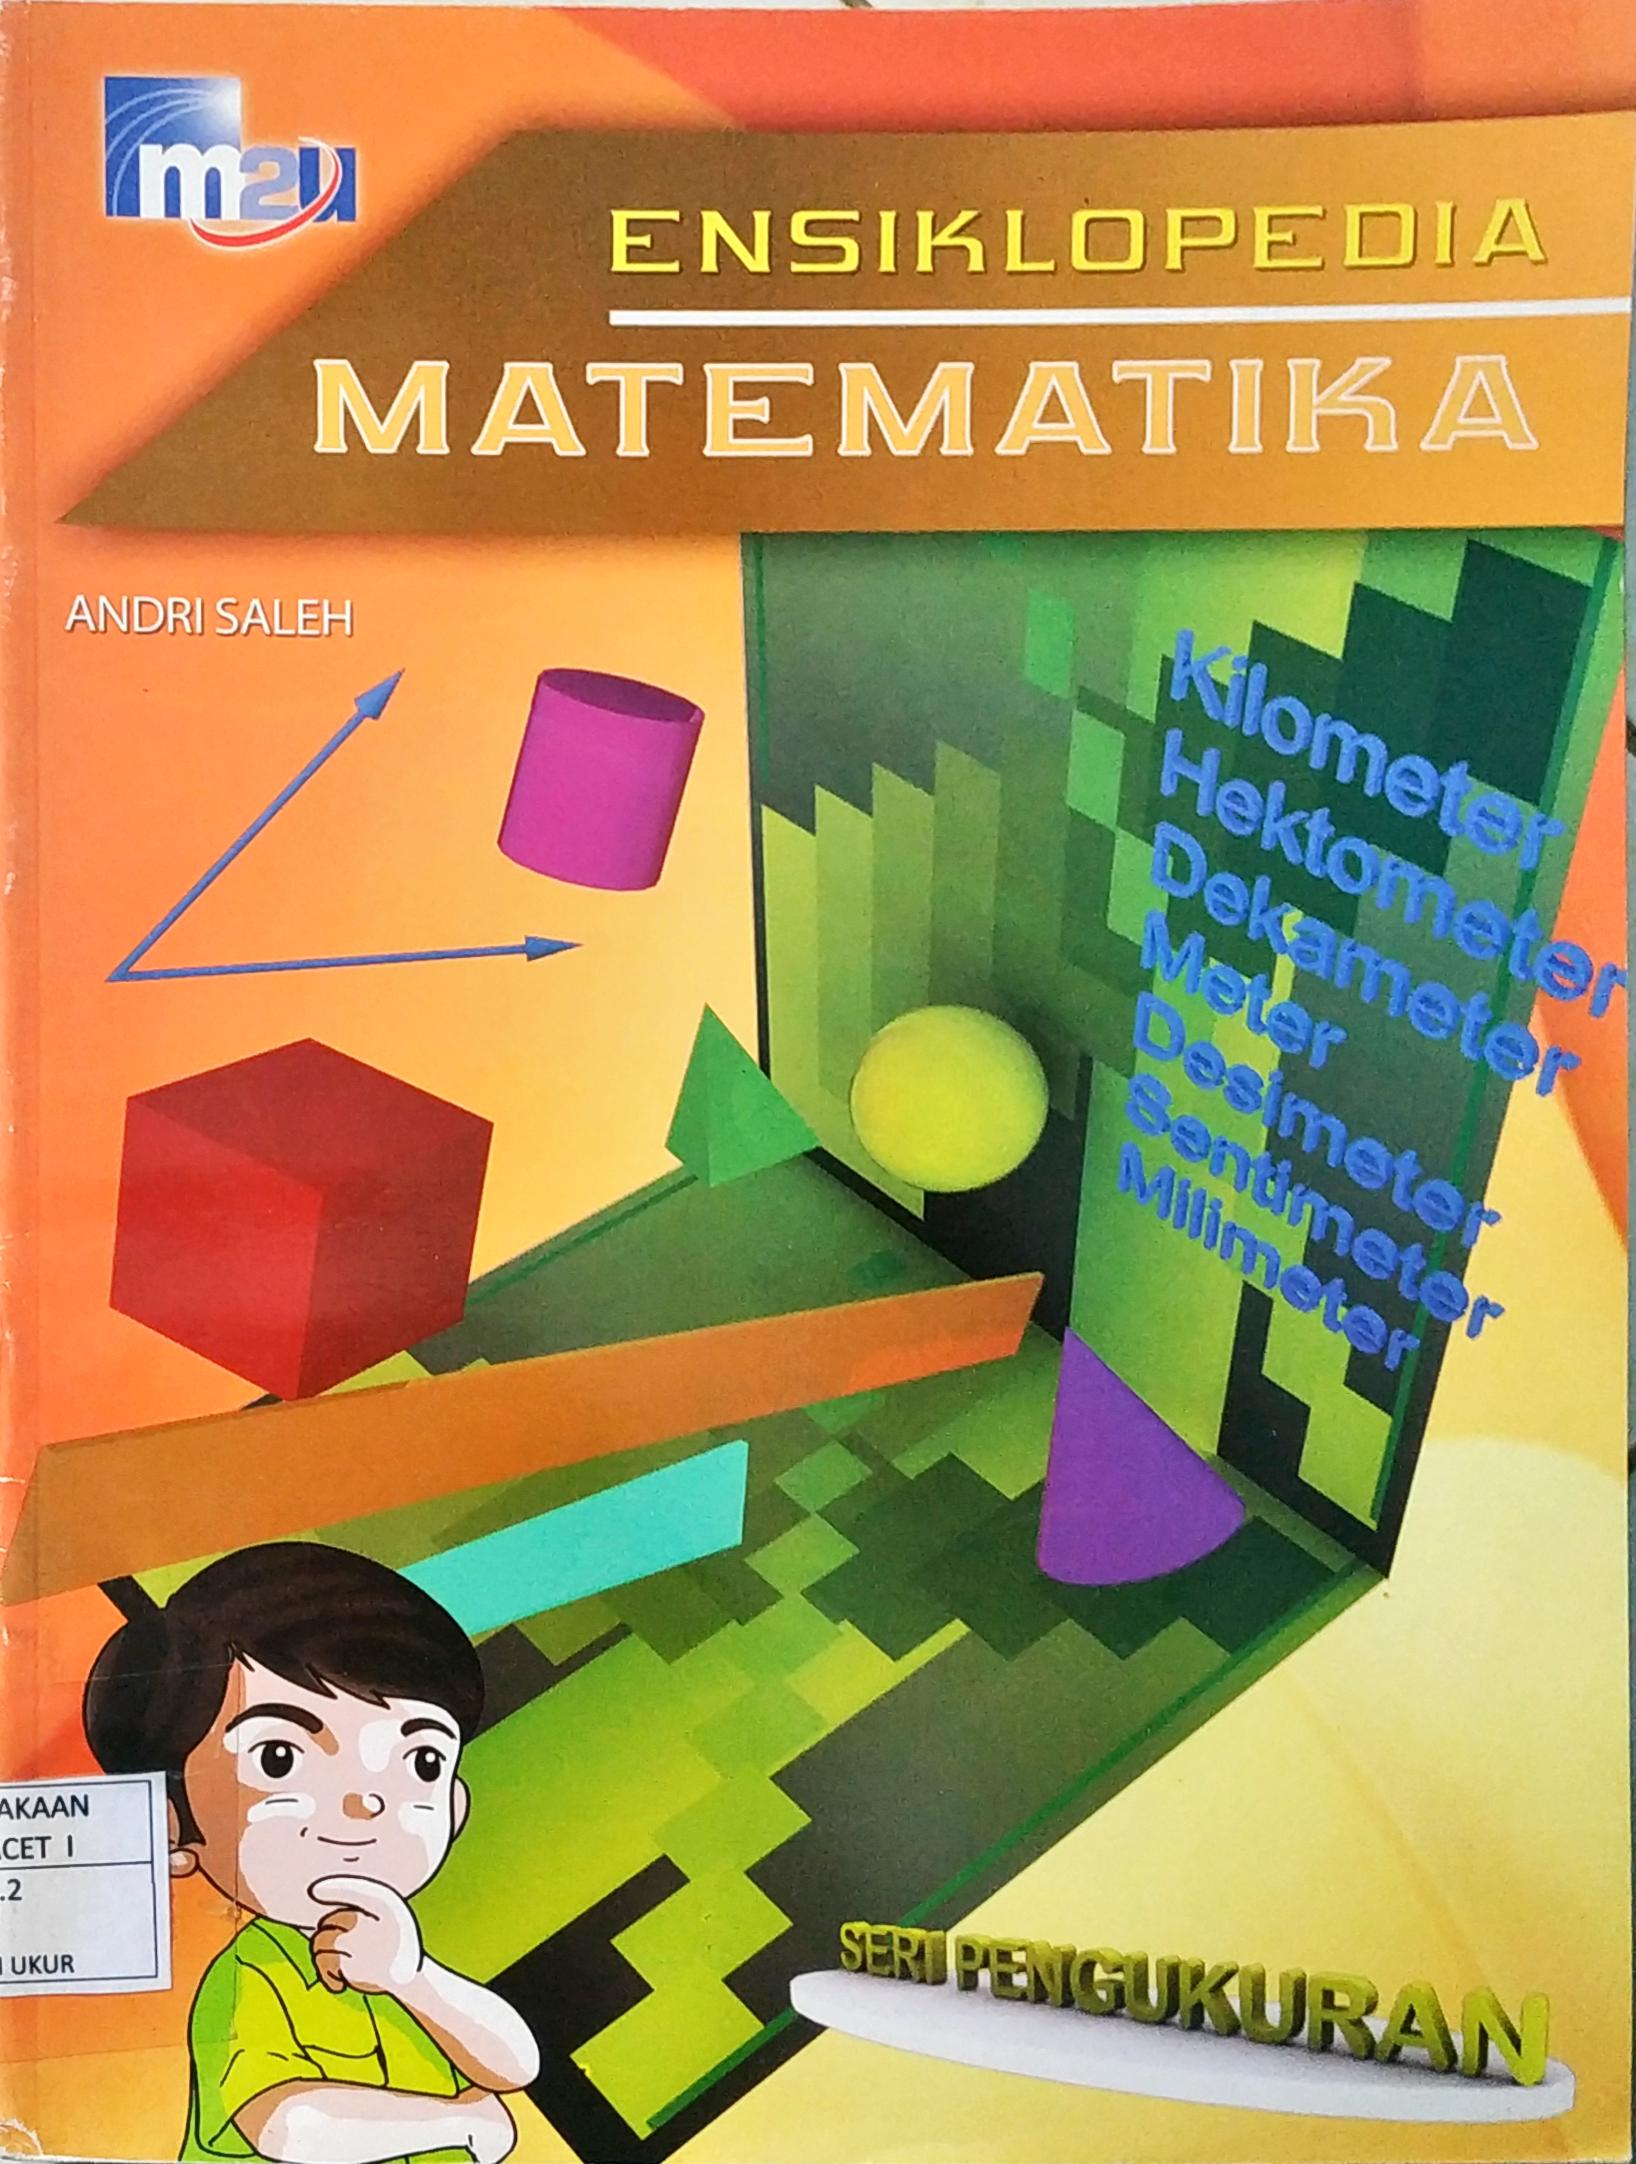 m2u
ENSIKLOPEDIA
MATEMATIKA
ANDRI SALEH
Kilometer
Hektometer
Dekameter
Meter
Desimeter
Sentimeter
Milimeter
AKAAN
CET I
.2
UKUR
SERI PENGUKURAN